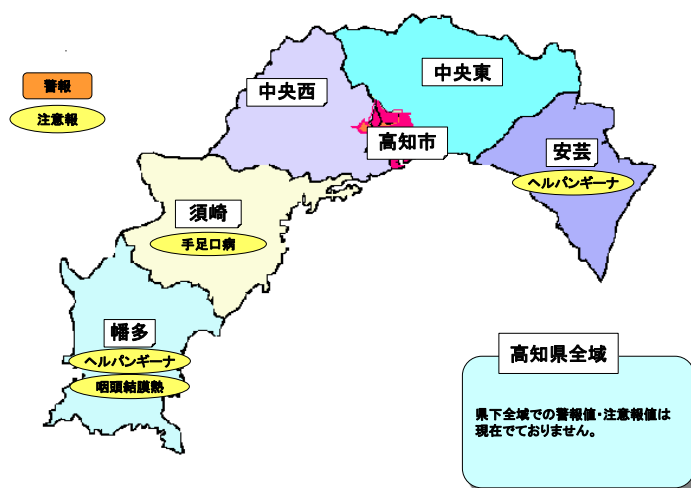 警報
注意報
中央西
中央東
高知市
安芸
ヘルパンギーナ
須崎
手足口病
幡多
ヘルパンギーナ
咽頭結膜熱
高知県全域
県下全域での警報値・注意報値は
現在でておりません。